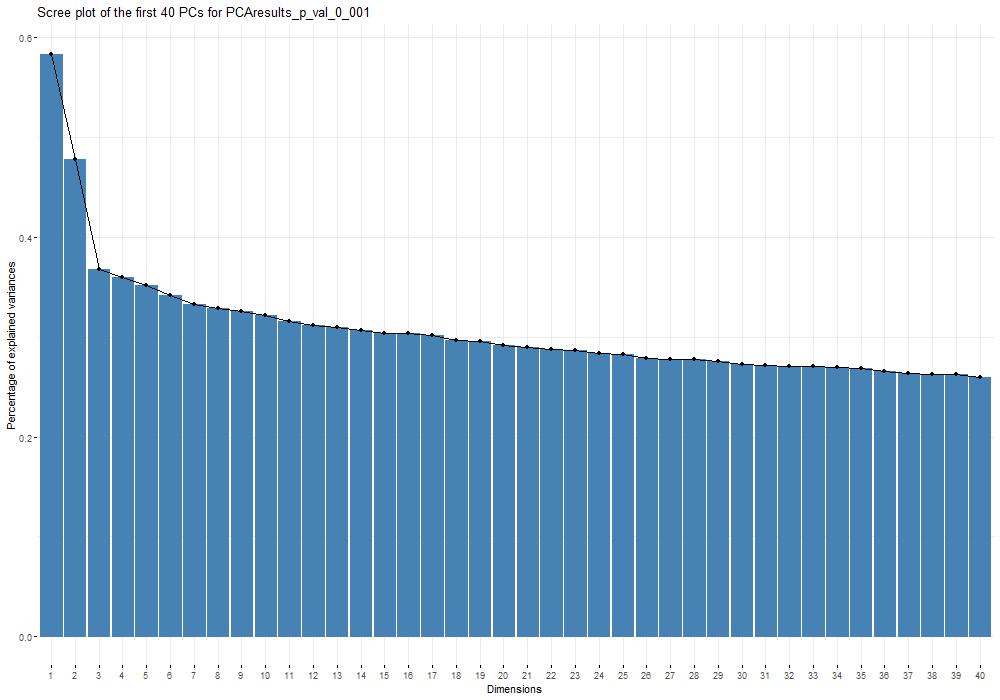 Scree plot of the first 40 PCs for PCAresults_p_val_0_001
0.6
0.4
0.2
0.0
Percentage of explained variances
1 2 3 4 5 6 7 8 9 10 11 12 13 14 15 16 17 18 19 20 21 22 23 24 25 26 27 28 29 30 31 32 33 34 35 36 37 38 39 40
Dimensions